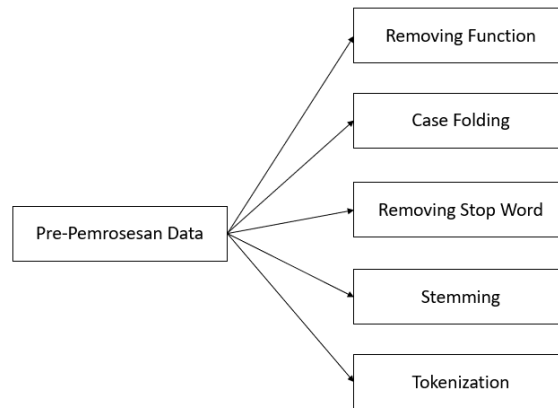 Removing Function
Case Folding
Pre-Pemrosesan Data
Removing Stop Word
Stemming
Tokenization